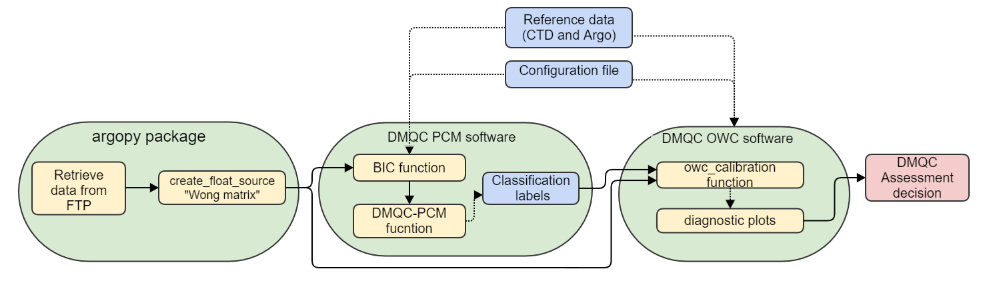 Reference data
(CTD and Argo)
Configuration file
argopy package
Retrieve
data from
FTP
create_float_source
"Wong matrix"
DMQC PCM software
BIC function
DMQC-PCM
fucntion
Classification
labels
DMQC OWC software
owc_calibration
function
diagnostic plots
DMQC
Assessment
decision